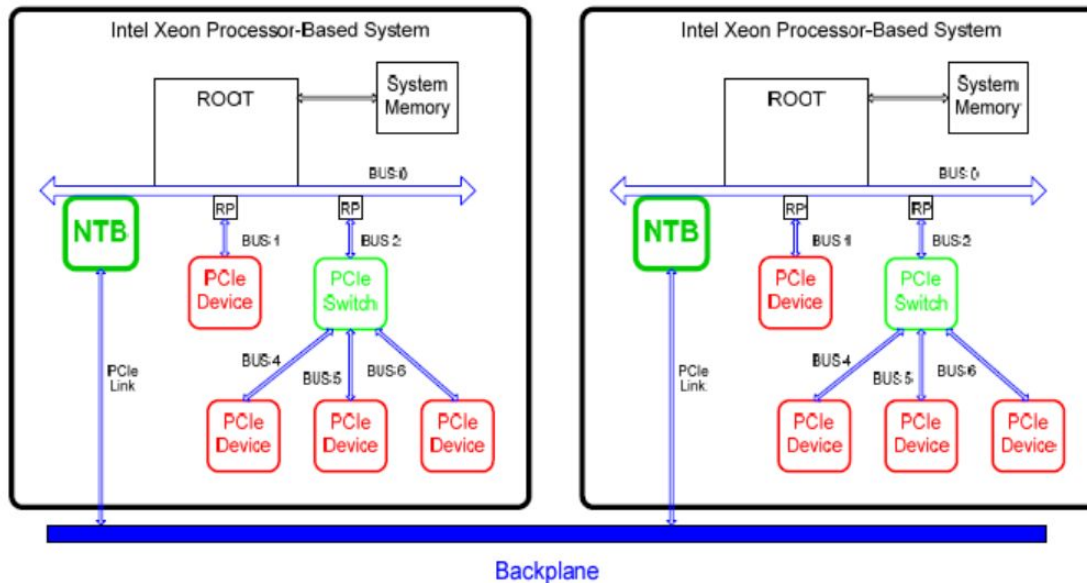 Intel Xeon Processor-Based System
ROOT
System
Memory
BUS:0
NTB
RP
RP
BUS:1
BUS:2
PCIe
Device
PCIe
Switch
BUS:4
BUS:5
BUS:6
PCIe
Link
PCIe
Device
PCIe
Device
PCIe
Device
Intel Xeon Processor-Based System
ROOT
System
Memory
BUS:0
NTB
RP
RP
BUS:1
BUS:2
PCIe
Device
PCIe
Switch
BUS:4
BUS:5
BUS:6
PCIe
Link
PCIe
Device
PCIe
Device
PCIe
Device
Backplane